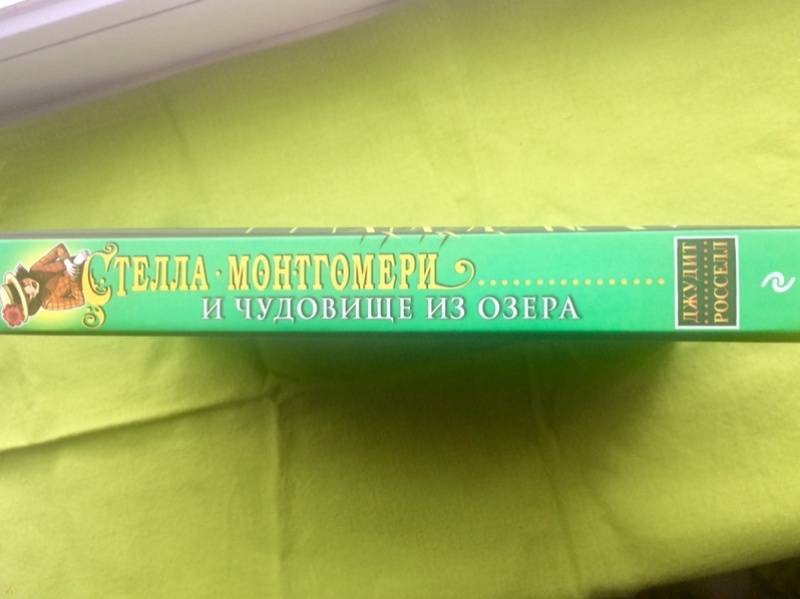 СТЕЛЛА · МОНТГОМЕРИ
И ЧУДОВИЩЕ ИЗ ОЗЕРА
ДЖУДИТ
РОССЕЛЛ